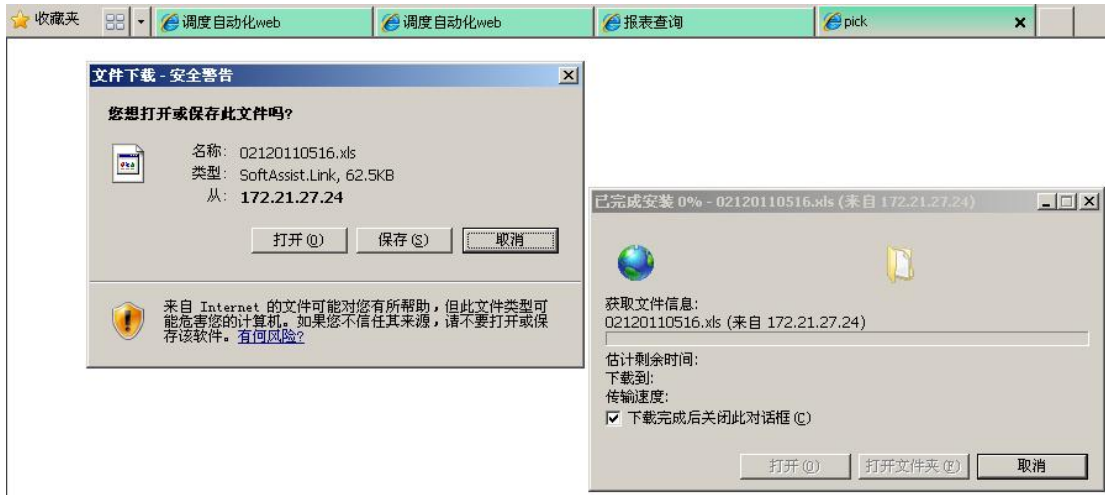 收藏夹
调度自动化web
调度自动化web
报表查询
pick
文件下载 - 安全警告
您想打开或保存此文件吗?
名称: 02120110516.xls
类型: SoftAssist.Link, 62.5KB
从: 172.21.27.24
打开(O)
保存(S)
取消
来自 Internet 的文件可能对您有所帮助，但此文件类型可
能危害您的计算机。如果您不信任其来源，请不要打开或保
存该软件。有何风险?
已完成安装 0% - 02120110516.xls (来自 172.21.27.24)
获取文件信息:
02120110516.xls (来自 172.21.27.24)
估计剩余时间:
下载到:
传输速度:
下载完成后关闭此对话框(C)
打开(O)
打开文件夹(F)
取消